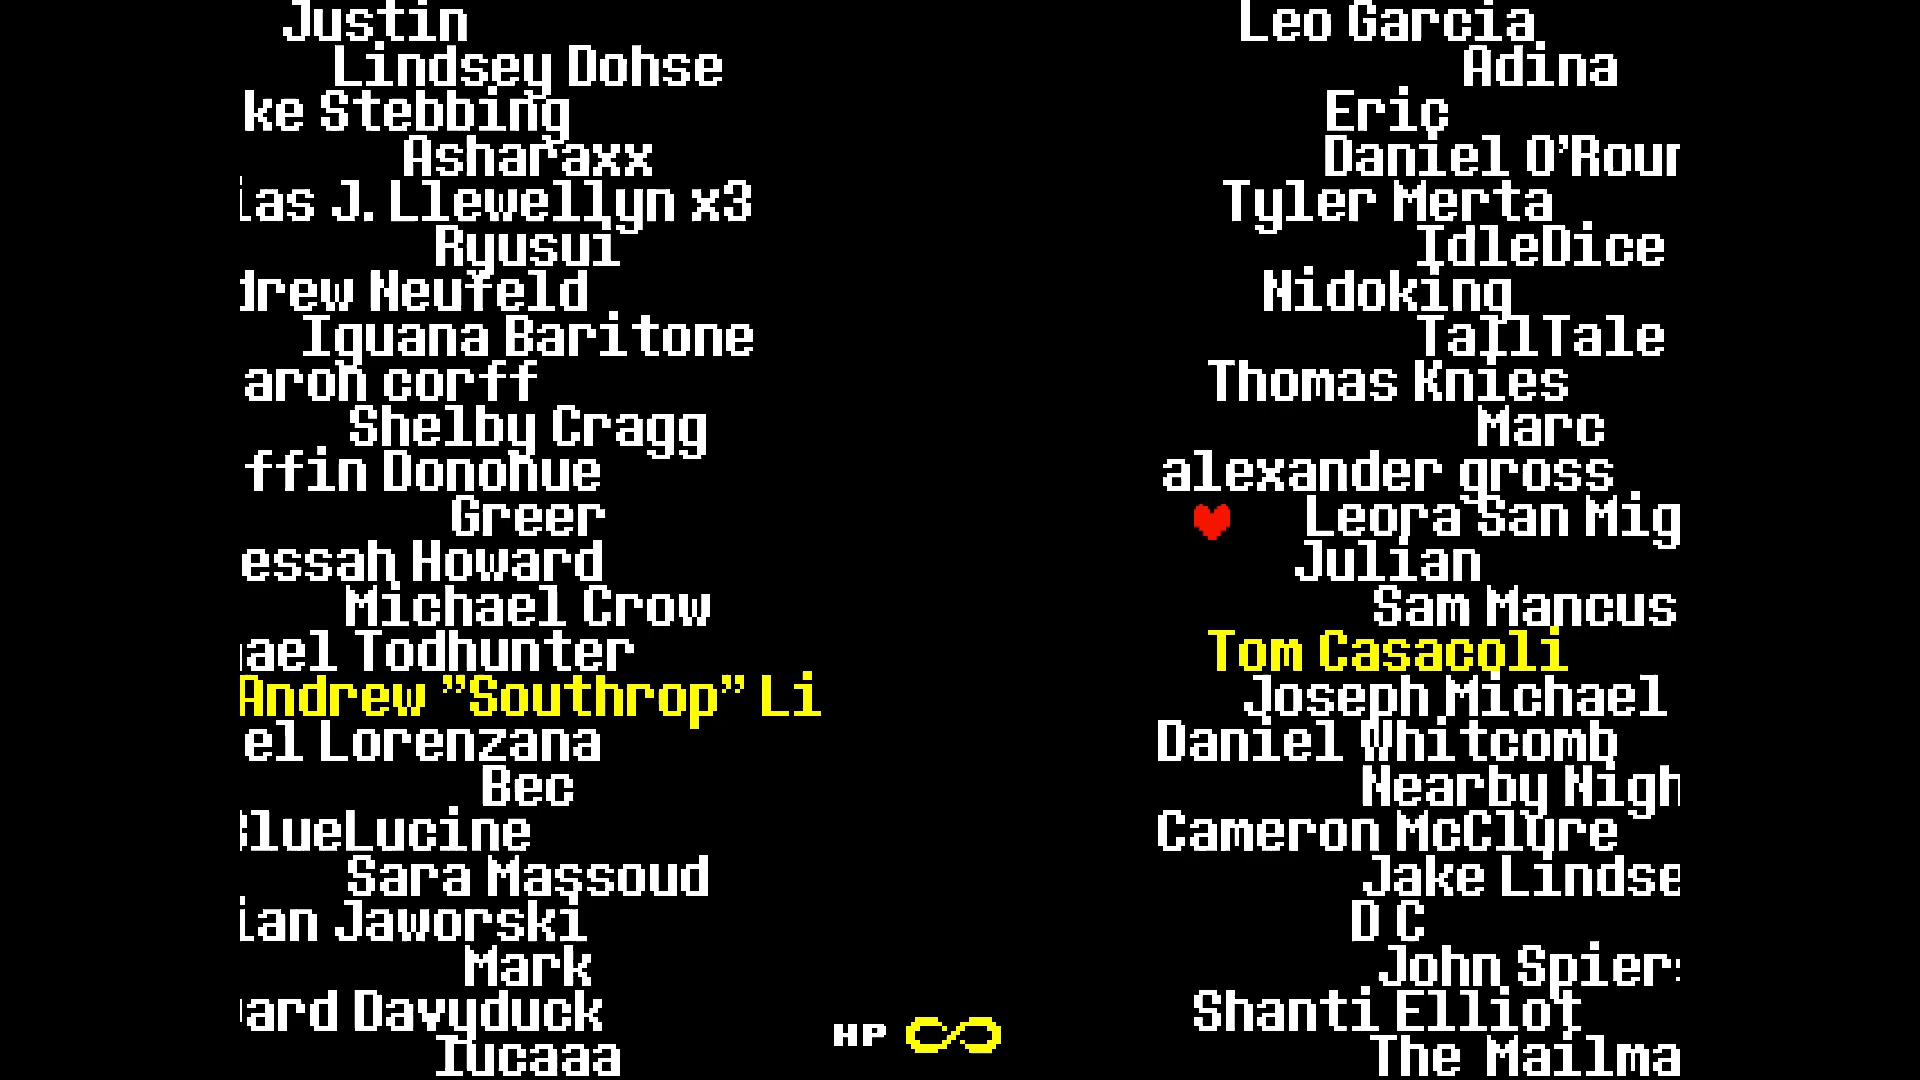 Justin
Lindsey Dohse
ke Stebbing
Asharaxx
ias J. Llewellyn x3
Ryusui
drew Neufeld
Iguana Baritone
aron corff
Shelby Cragg
ffin Donohue
Greer
essah Howard
Michael Crow
ael Todhunter
Andrew "Southrop" Li
el Lorenzana
Bec
BlueLucine
Sara Massoud
ian Jaworski
Mark
ard Davyduck
Iucaaa
HP ∞
Leo Garcia
Adina
Eric
Daniel O'Rour
Tyler Merta
IdleDice
Nidoking
TallTale
Thomas Knies
Marc
alexander gross
Leora San Mig
Julian
Sam Mancus
Tom Casacoli
Joseph Michael
Daniel Whitcomb
Nearby Nigh
Cameron McClure
Jake Lindse
D C
John Spiers
Shanti Elliot
The Mailma